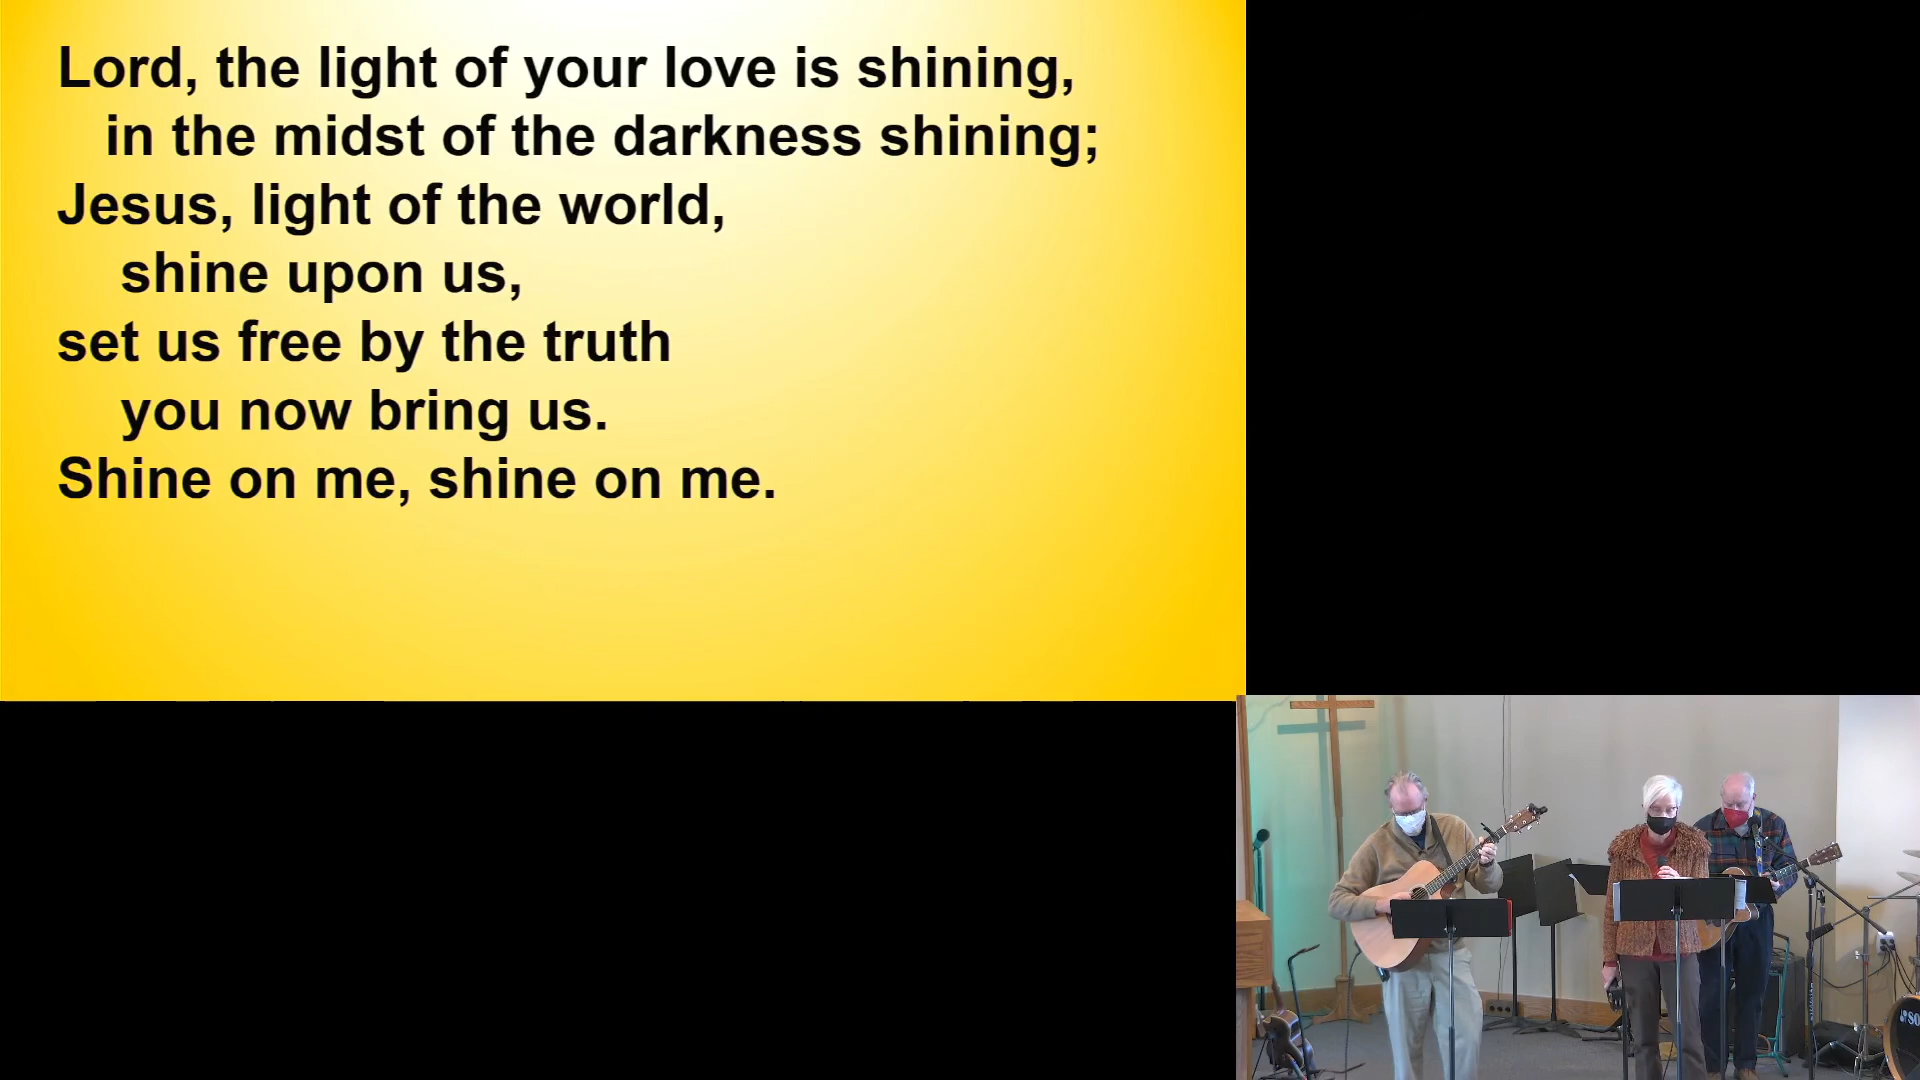 Lord, the light of your love is shining,
in the midst of the darkness shining;
Jesus, light of the world,
shine upon us,
set us free by the truth
you now bring us.
Shine on me, shine on me.